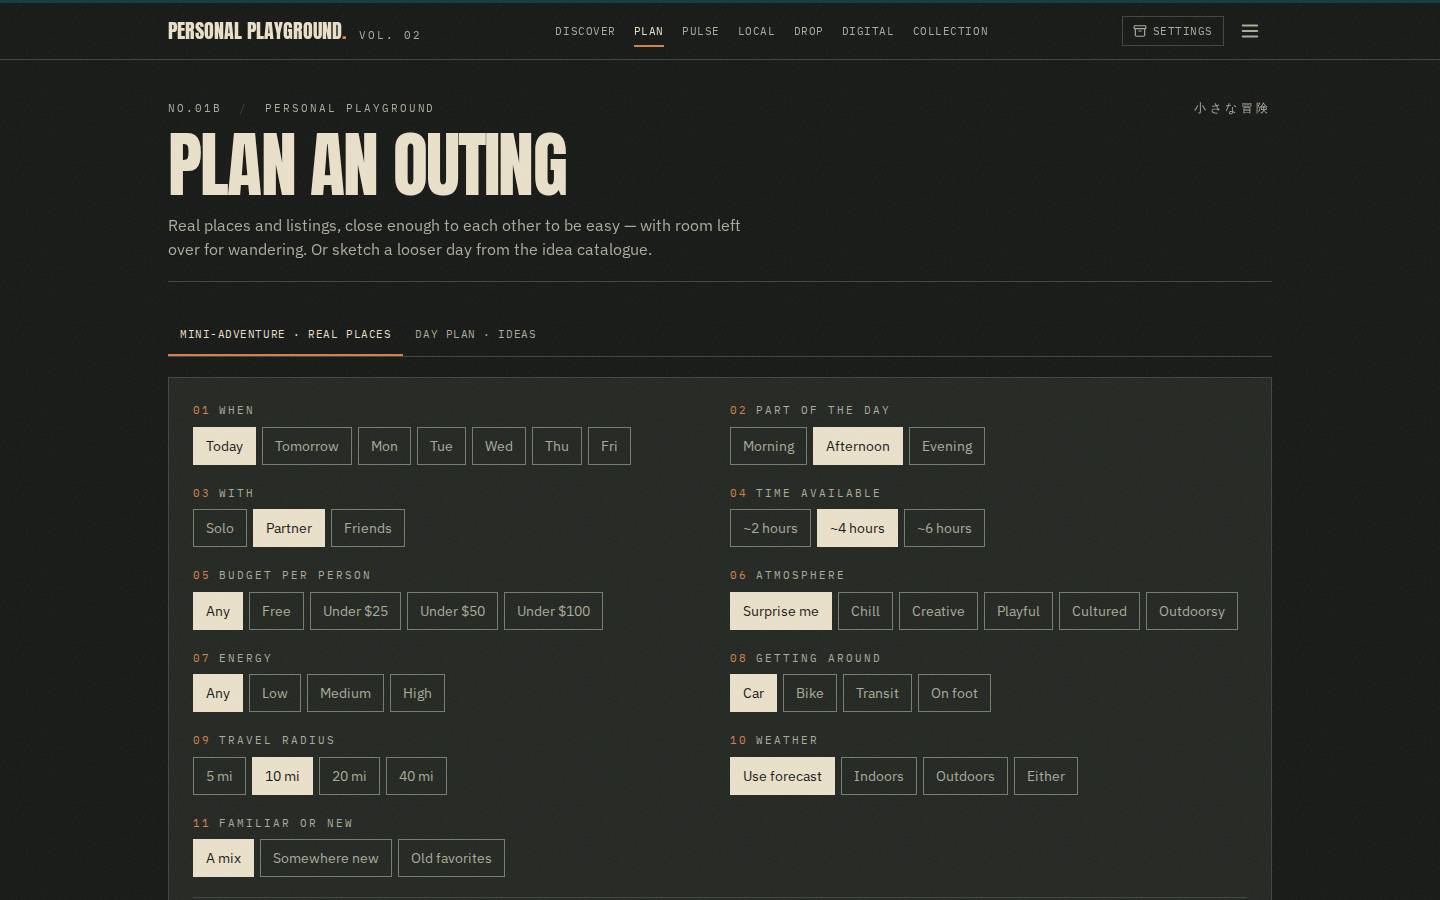 PERSONAL PLAYGROUND. VOL. 02
DISCOVER PLAN PULSE LOCAL DROP DIGITAL COLLECTION
SETTINGS
NO.01B / PERSONAL PLAYGROUND
小さな冒険
PLAN AN OUTING
Real places and listings, close enough to each other to be easy — with room left
over for wandering. Or sketch a looser day from the idea catalogue.
MINI-ADVENTURE · REAL PLACES DAY PLAN · IDEAS
01 WHEN
Today Tomorrow Mon Tue Wed Thu Fri
02 PART OF THE DAY
Morning Afternoon Evening
03 WITH
Solo Partner Friends
04 TIME AVAILABLE
~2 hours ~4 hours ~6 hours
05 BUDGET PER PERSON
Any Free Under $25 Under $50 Under $100
06 ATMOSPHERE
Surprise me Chill Creative Playful Cultured Outdoorsy
07 ENERGY
Any Low Medium High
08 GETTING AROUND
Car Bike Transit On foot
09 TRAVEL RADIUS
5 mi 10 mi 20 mi 40 mi
10 WEATHER
Use forecast Indoors Outdoors Either
11 FAMILIAR OR NEW
A mix Somewhere new Old favorites